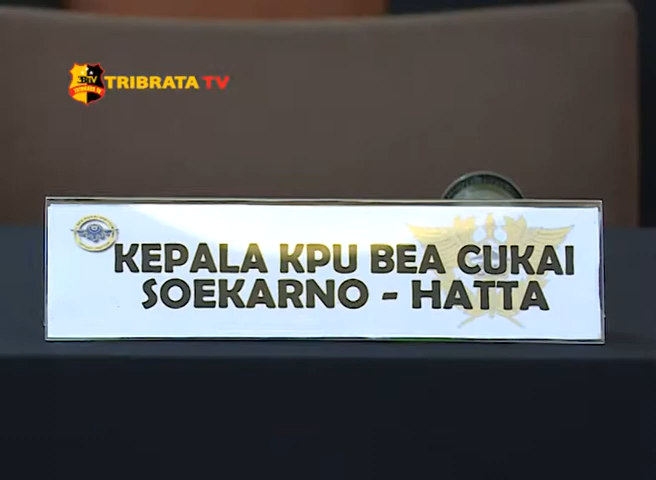 TRIBRATA TV
KEPALA KPU BEA CUKAI
SOEKARNO - HATTA